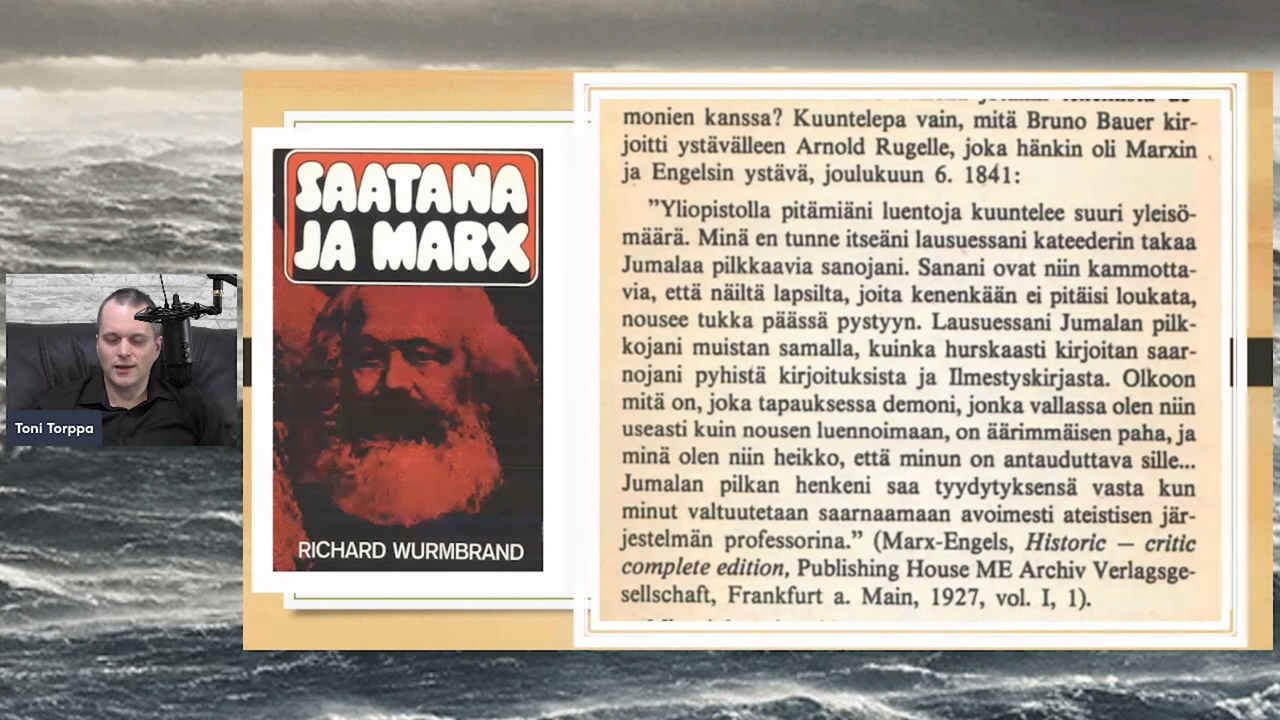 Toni Torppa
SAATANA
JA MARX
RICHARD WURMBRAND
monien kanssa? Kuuntelepa vain, mitä Bruno Bauer kir-
joitti ystävälleen Arnold Rugelle, joka hänkin oli Marxin
ja Engelsin ystävä, joulukuun 6. 1841:
”Yliopistolla pitämiäni luentoja kuuntelee suuri yleisö-
määrä. Minä en tunne itseäni lausuessani kateederin takaa
Jumalaa pilkkaavia sanojani. Sanani ovat niin kammotta-
via, että näiltä lapsilta, joita kenenkään ei pitäisi loukata,
nousee tukka päässä pystyyn. Lausuessani Jumalan pilk-
kojani muistan samalla, kuinka hurskaasti kirjoitan saar-
nojani pyhistä kirjoituksista ja Ilmestyskirjasta. Olkoon
mitä on, joka tapauksessa demoni, jonka vallassa olen niin
useasti kuin nousen luennoimaan, on äärimmäisen paha, ja
minä olen niin heikko, että minun on antauduttava sille...
Jumalan pilkan henkeni saa tyydytyksensä vasta kun
minut valtuutetaan saarnaamaan avoimesti ateistisen jär-
jestelmän professorina.” (Marx-Engels, Historic — critic
complete edition, Publishing House ME Archiv Verlagsge-
sellschaft, Frankfurt a. Main, 1927, vol. I, 1).